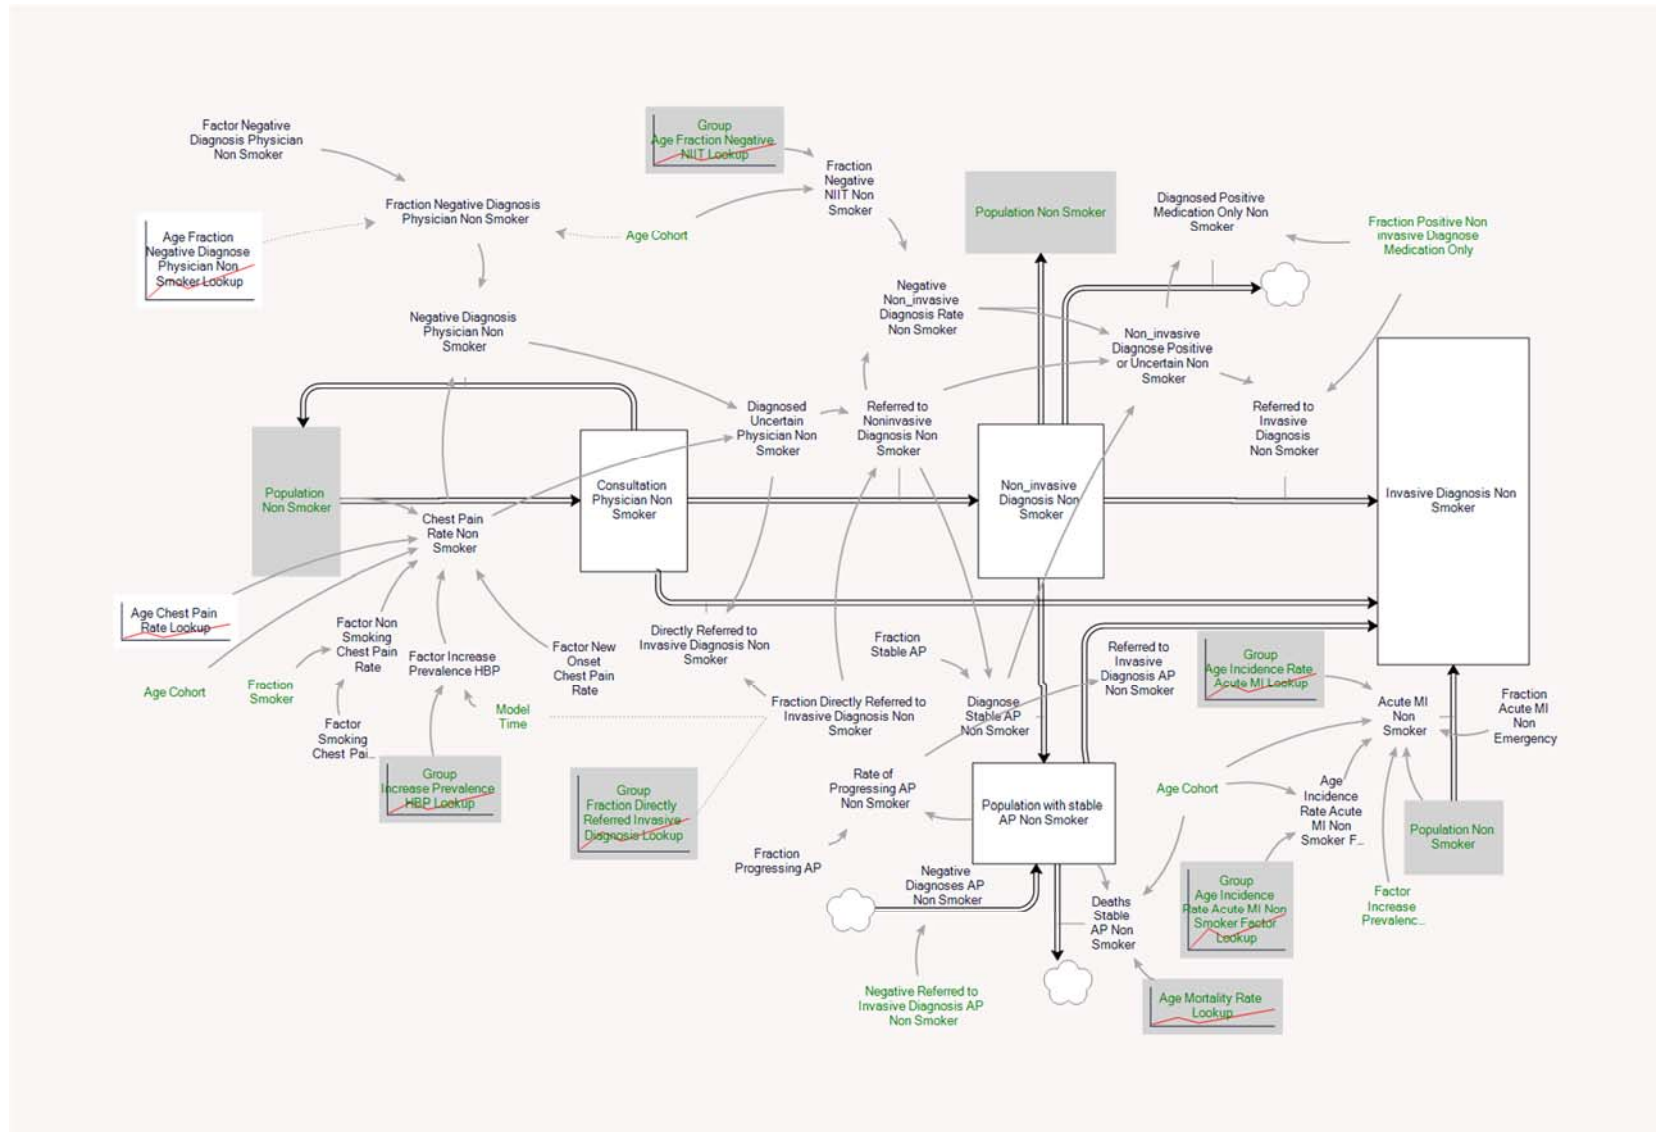 Factor Negative
Diagnosis Physician
Non Smoker
Group
Age Fraction Negative
NIIT Lookup
Fraction
Negative
NIIT Non
Smoker
Population Non Smoker
Diagnosed Positive
Medication Only Non
Smoker
Fraction Positive Non
invasive Diagnose
Medication Only
Fraction Negative Diagnosis
Physician Non Smoker
Age Cohort
Age Fraction
Negative Diagnose
Physician Non
Smoker Lookup
Negative Diagnosis
Physician Non
Smoker
Negative
Non_invasive
Diagnosis Rate
Non Smoker
Non_invasive
Diagnose Positive
or Uncertain Non
Smoker
Diagnosed
Uncertain
Physician Non
Smoker
Referred to
Noninvasive
Diagnosis Non
Smoker
Referred to
Invasive
Diagnosis
Non Smoker
Population
Non Smoker
Chest Pain
Rate Non
Smoker
Consultation
Physician Non
Smoker
Non_invasive
Diagnosis Non
Smoker
Invasive Diagnosis Non
Smoker
Age Chest Pain
Rate Lookup
Factor Non
Smoking
Chest Pain
Rate
Factor Increase
Prevalence HBP
Factor New
Onset
Chest Pain
Rate
Directly Referred to
Invasive Diagnosis Non
Smoker
Fraction
Stable AP
Referred to
Invasive
Diagnosis AP
Non Smoker
Group
Age Incidence Rate
Acute MI Lookup
Age Cohort
Fraction
Smoker
Model
Time
Factor
Smoking
Chest Pai...
Fraction Directly Referred to
Invasive Diagnosis Non
Smoker
Diagnose
Stable AP
Non Smoker
Acute MI
Non
Smoker
Fraction
Acute MI
Non
Emergency
Group
Increase Prevalence
HBP Lookup
Group
Fraction Directly
Referred Invasive
Diagnosis Lookup
Rate of
Progressing AP
Non Smoker
Population with stable
AP Non Smoker
Age Cohort
Age
Incidence
Rate Acute
MI Non
Smoker F...
Population Non
Smoker
Fraction
Progressing AP
Negative
Diagnoses AP
Non Smoker
Deaths
Stable
AP Non
Smoker
Group
Age Incidence
Rate Acute MI Non
Smoker Factor
Lookup
Factor
Increase
Prevalenc...
Negative Referred to
Invasive Diagnosis AP
Non Smoker
Age Mortality Rate
Lookup